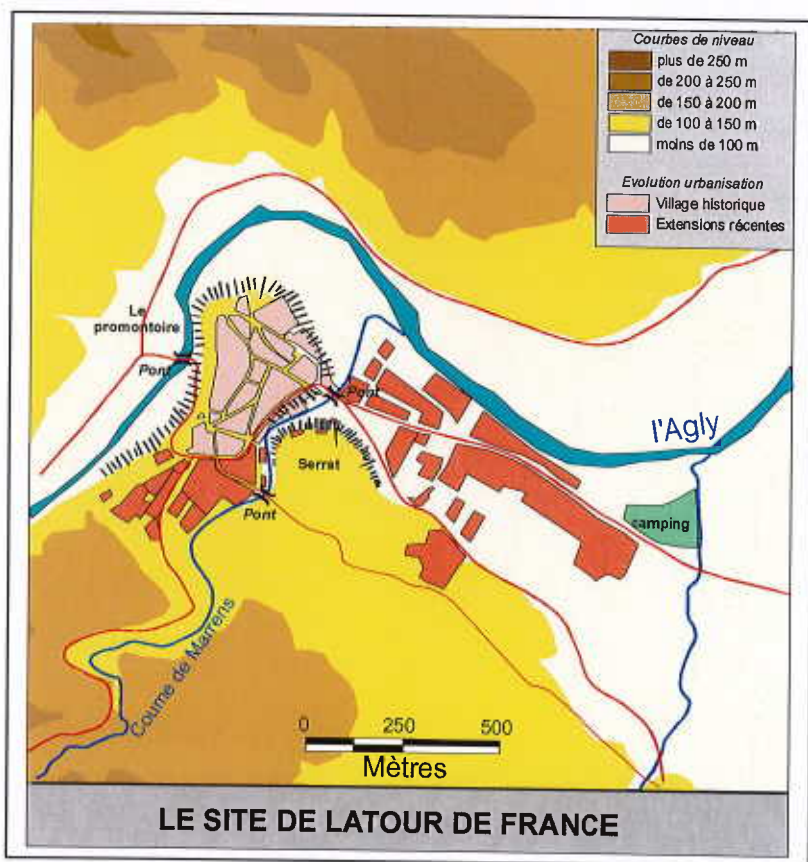 Courbes de niveau
plus de 250 m
de 200 à 250 m
de 150 à 200 m
de 100 à 150 m
moins de 100 m
Evolution urbanisation
Village historique
Extensions récentes
Le
promontoire
Pont
Pont
l'Agly
Serrat
Pont
camping
Coume de Marrens
0 250 500
Mètres
LE SITE DE LATOUR DE FRANCE